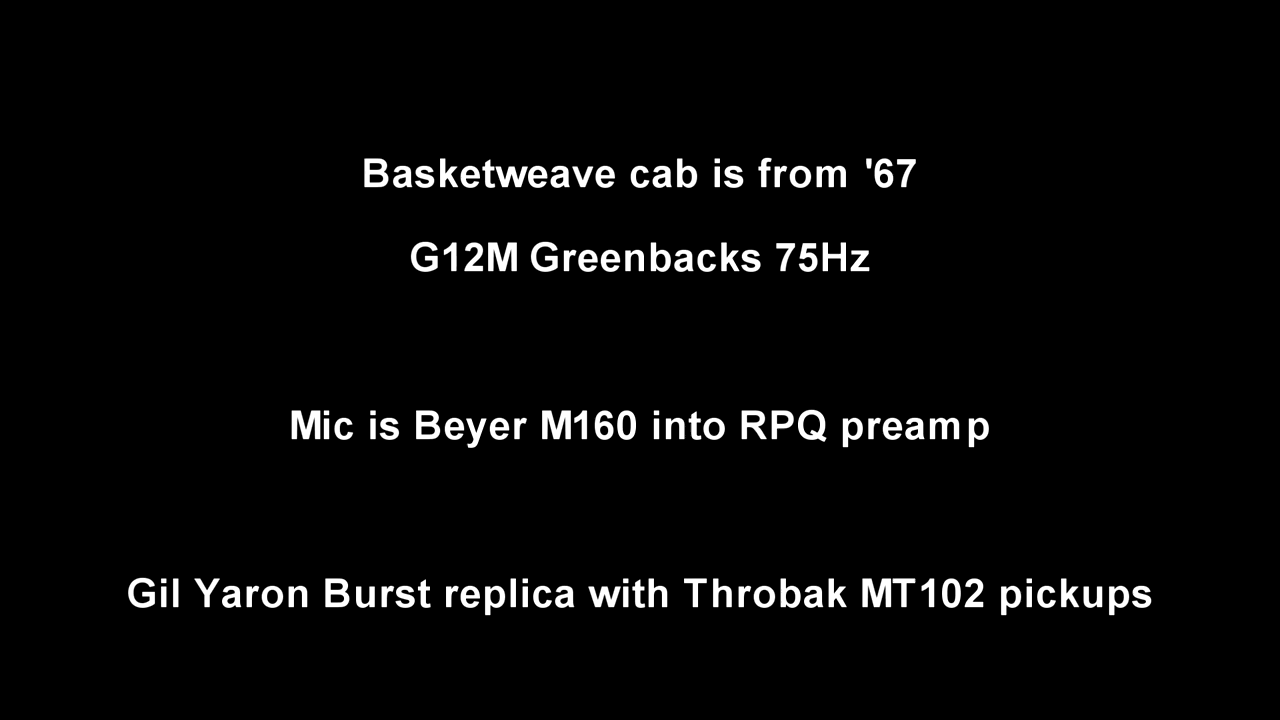 Basketweave cab is from '67
G12M Greenbacks 75Hz
Mic is Beyer M160 into RPQ preamp
Gil Yaron Burst replica with Throbak MT102 pickups